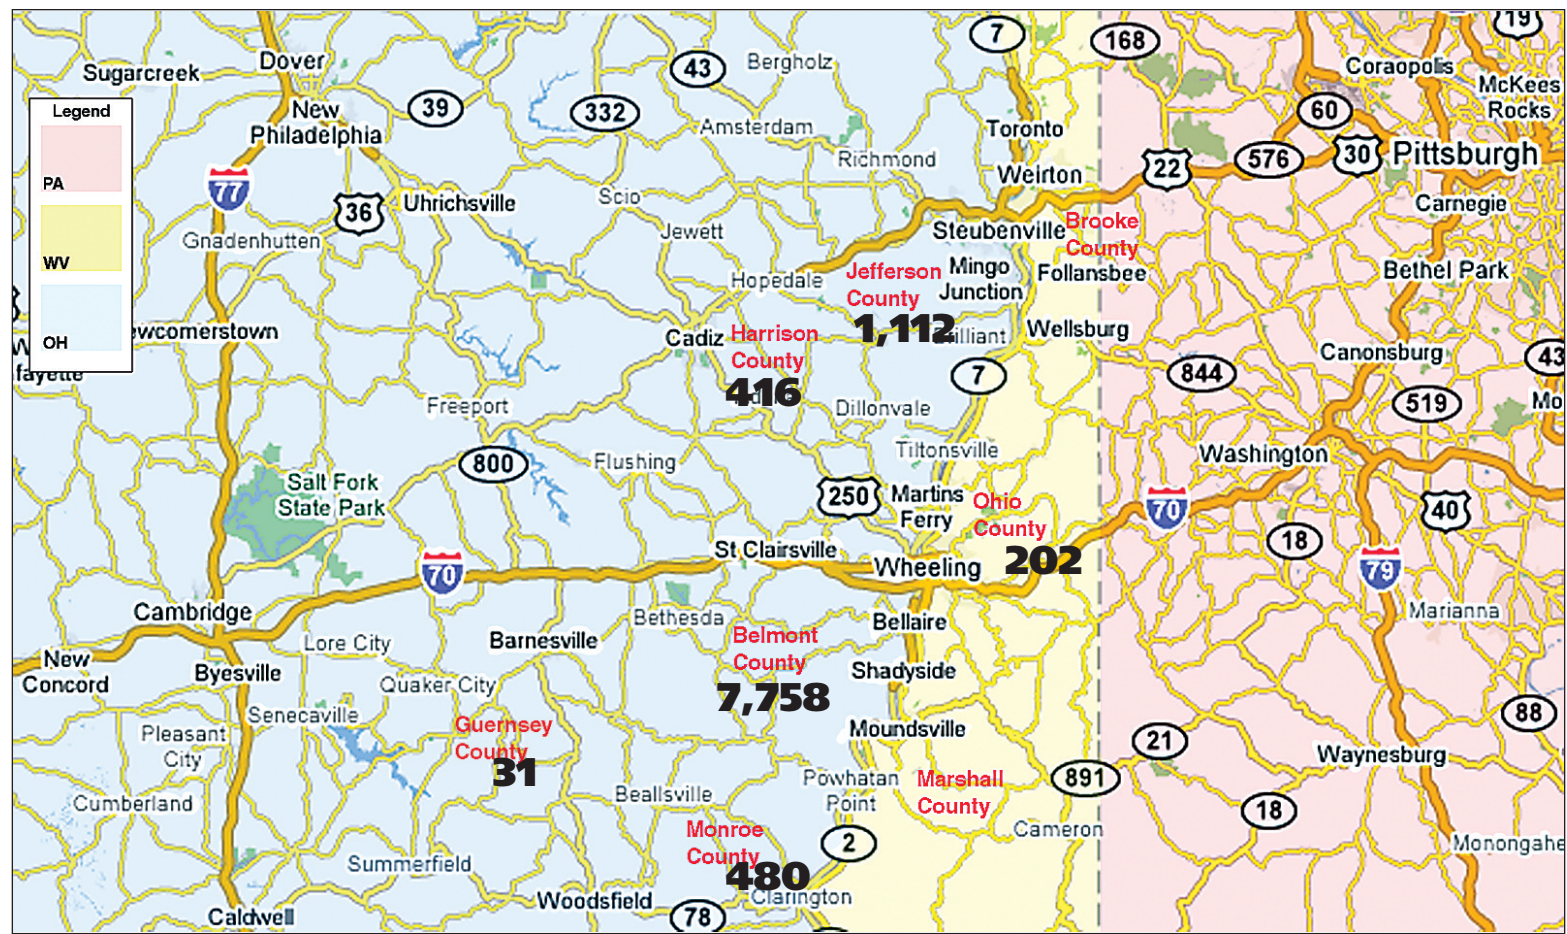 Legend
PA
WV
OH
7
168
19
Dover
Sugarcreek
43
Bergholz
Coraopolis
McKees
Rocks
39
332
New
Philadelphia
60
Amsterdam
Toronto
Richmond
22
576
30
Pittsburgh
77
36
Uhrichsville
Scio
Weirton
Carnegie
Gnadenhutten
Jewett
Steubenville
Brooke
County
Hopedale
Jefferson
County
1,112
Mingo
Junction
Follansbee
Bethel Park
ewcomerstown
fayette
Cadiz
Harrison
County
416
illiant
Wellsburg
Canonsburg
43
7
844
519
Mo
Freeport
Dillonvale
800
Flushing
Tiltonsville
Washington
Salt Fork
State Park
250
Martins
Ferry
Ohio
County
202
70
40
18
70
St Clairsville
Wheeling
79
Cambridge
Bethesda
Bellaire
Marianna
Lore City
Barnesville
Belmont
County
7,758
New
Concord
Byesville
Quaker City
Shadyside
Senecaville
Guernsey
County
31
Pleasant
City
Moundsville
88
21
Waynesburg
Powhatan
Point
Marshall
County
891
Cumberland
Beallsville
18
Monroe
County
480
2
Cameron
Monongahe
Summerfield
Woodsfield
Clarington
Caldwell
78